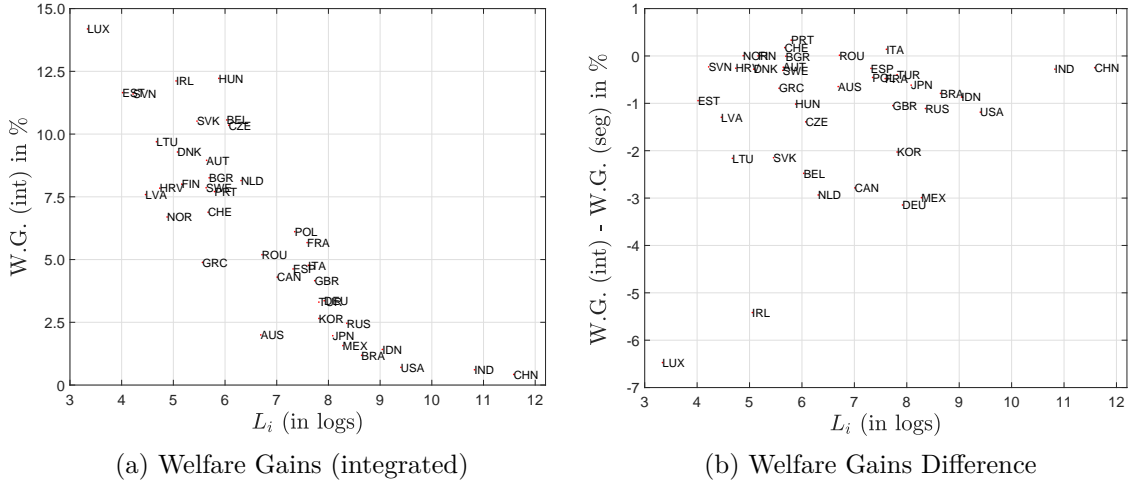 15.0
12.5
10.0
7.5
5.0
2.5
0
W.G. (int) in %
LUX
IRL
HUN
EST
SVN
SVK
BEL
CZE
LTU
DNK
AUT
BGR
NLD
HRV
FIN
SWE
LVA
PRT
NOR
CHE
POL
FRA
ROU
GRC
ESP
ITA
CAN
GBR
TUR
DEU
KOR
RUS
AUS
JPN
MEX
IDN
BRA
USA
IND
CHN
3 4 5 6 7 8 9 10 11 12
L_i (in logs)
(a) Welfare Gains (integrated)
1
0
-1
-2
-3
-4
-5
-6
-7
W.G. (int) - W.G. (seg) in %
PRT
CHE
ITA
NOR
FIN
BGR
ROU
SVN
HRV
DNK
AUT
SWE
ESP
IND
CHN
POL
FRA
TUR
GRC
AUS
JPN
BRA
IDN
EST
HUN
GBR
RUS
USA
LVA
CZE
LTU
SVK
KOR
BEL
NLD
CAN
MEX
DEU
IRL
LUX
3 4 5 6 7 8 9 10 11 12
L_i (in logs)
(b) Welfare Gains Difference